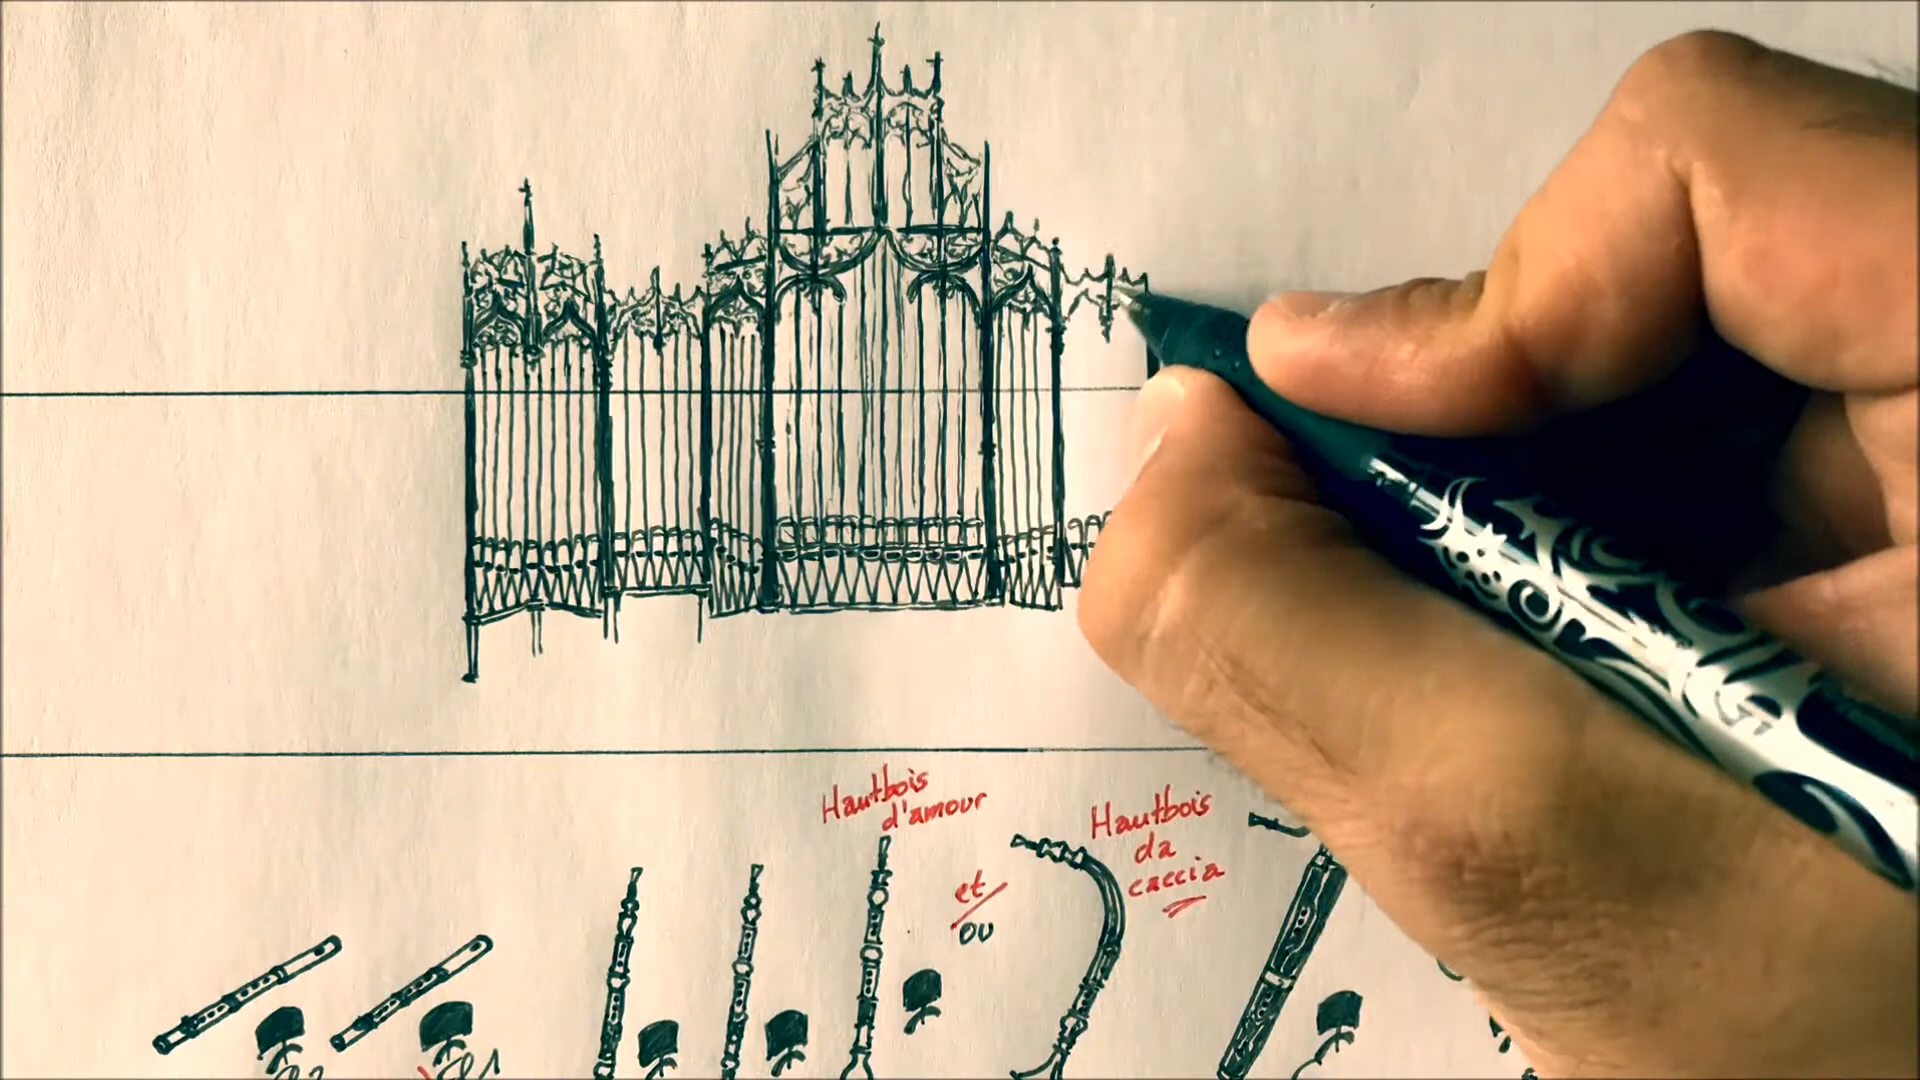 Hautbois
d'amour
Hautbois
da
caccia
et
ou